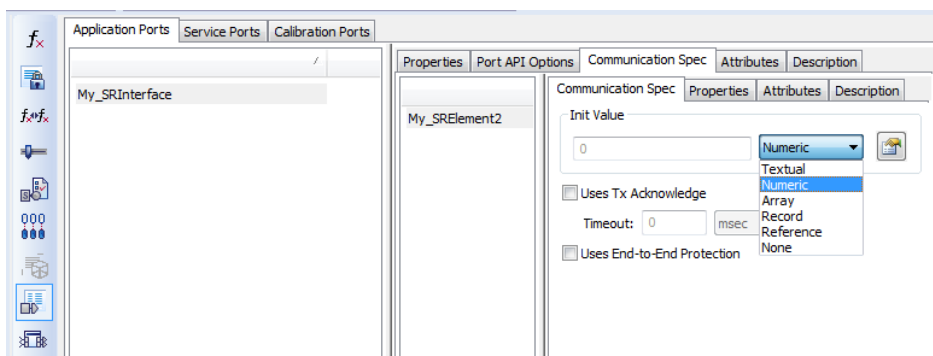 Application Ports Service Ports Calibration Ports
Properties Port API Options Communication Spec Attributes Description
My_SRInterface
My_SRElement2
Communication Spec Properties Attributes Description
Init Value
0 Numeric
Textual
Numeric
Array
Record
Reference
None
Uses Tx Acknowledge
Timeout: 0 msec
Uses End-to-End Protection